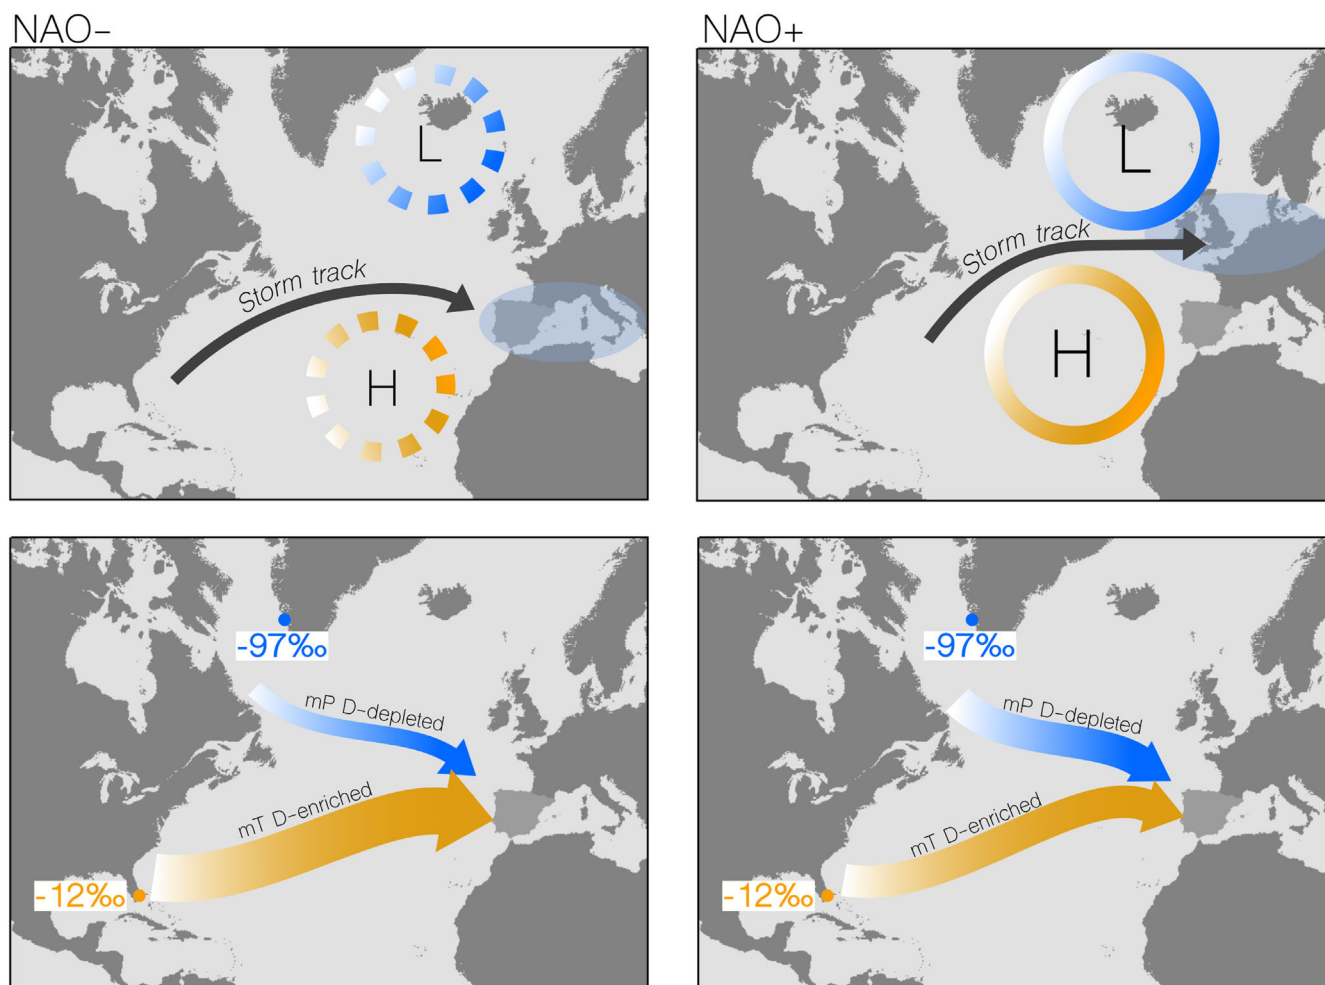 NAO-
NAO+
L
Storm track
H
L
Storm track
H
-97‰
mP D-depleted
mT D-enriched
-12‰
-97‰
mP D-depleted
mT D-enriched
-12‰